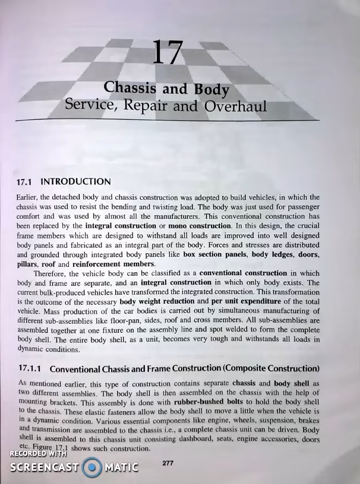 17
Chassis and Body
Service, Repair and Overhaul
17.1 INTRODUCTION
Earlier, the detached body and chassis construction was adopted to build vehicles, in which the
chassis was used to resist the bending and twisting load. The body was just used for passenger
comfort and was used by almost all the manufacturers. This conventional construction has
been replaced by the integral construction or mono construction. In this design, the crucial
frame members which are designed to withstand all loads are improved into well designed
body panels and fabricated as an integral part of the body. Forces and stresses are distributed
and grounded through integrated body panels like box section panels, body ledges, doors,
pillars, roof and reinforcement members.
Therefore, the vehicle body can be classified as a conventional construction in which
body and frame are separate, and an integral construction in which only body exists. The
current bulk-produced vehicles have transformed the integrated construction. This transformation
is the outcome of the necessary body weight reduction and per unit expenditure of the total
vehicle. Mass production of the car bodies is carried out by simultaneous manufacturing of
different sub-assemblies like floor-pan, sides, roof and cross members. All sub-assemblies are
assembled together at one fixture on the assembly line and spot welded to form the complete
body shell. The entire body shell, as a unit, becomes very tough and withstands all loads in
dynamic conditions.
17.1.1 Conventional Chassis and Frame Construction (Composite Construction)
As mentioned earlier, this type of construction contains separate chassis and body shell as
two different assemblies. The body shell is then assembled on the chassis with the help of
mounting brackets. This assembly is done with rubber-bushed bolts to hold the body shell
to the chassis. These elastic fasteners allow the body shell to move a little when the vehicle is
in a dynamic condition. Various essential components like engine, wheels, suspension, brakes
and transmission are assembled to the chassis i.e., a complete chassis unit can be driven. Body
shell is assembled to this chassis unit consisting dashboard, seats, engine accessories, doors
etc. Figure 17.1 shows such construction.
277
RECORDED WITH
SCREENCAST MATIC